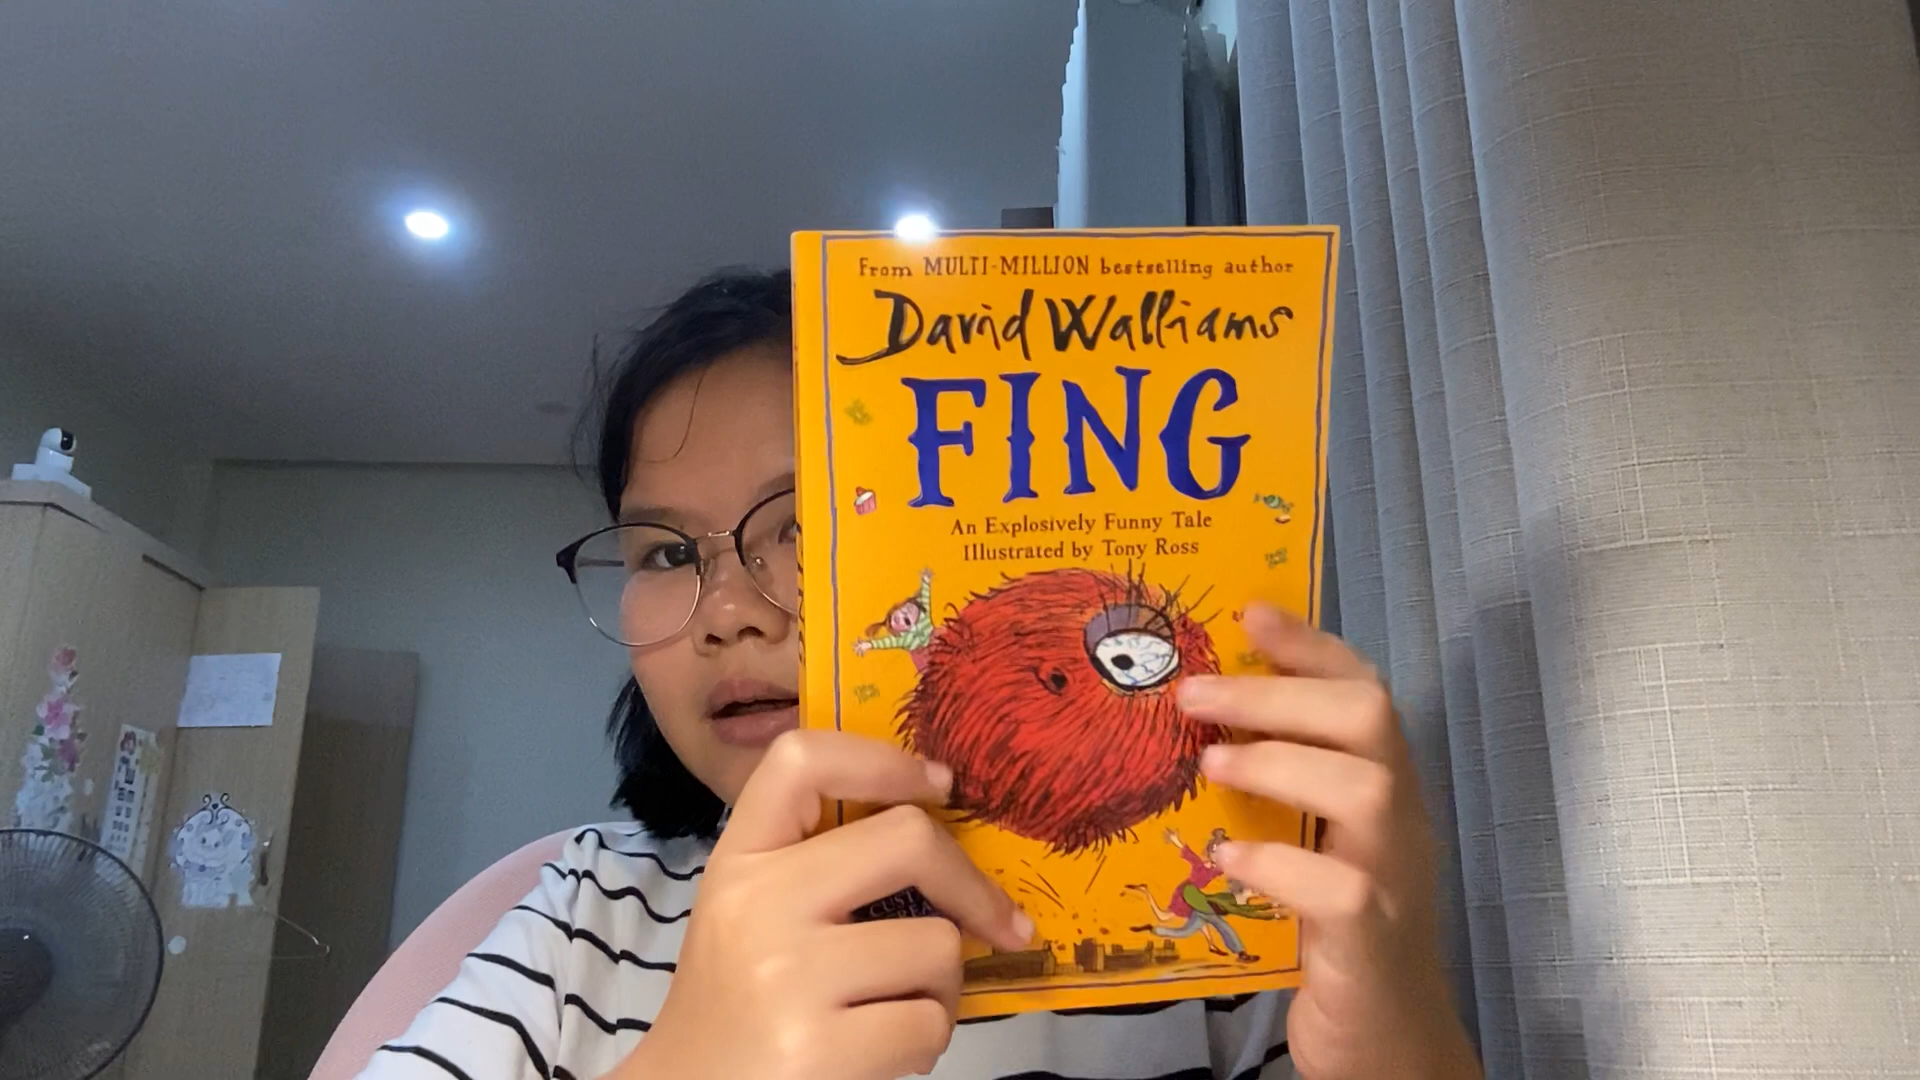 From MULTI-MILLION bestselling author
David Walliams
FING
An Explosively Funny Tale
Illustrated by Tony Ross